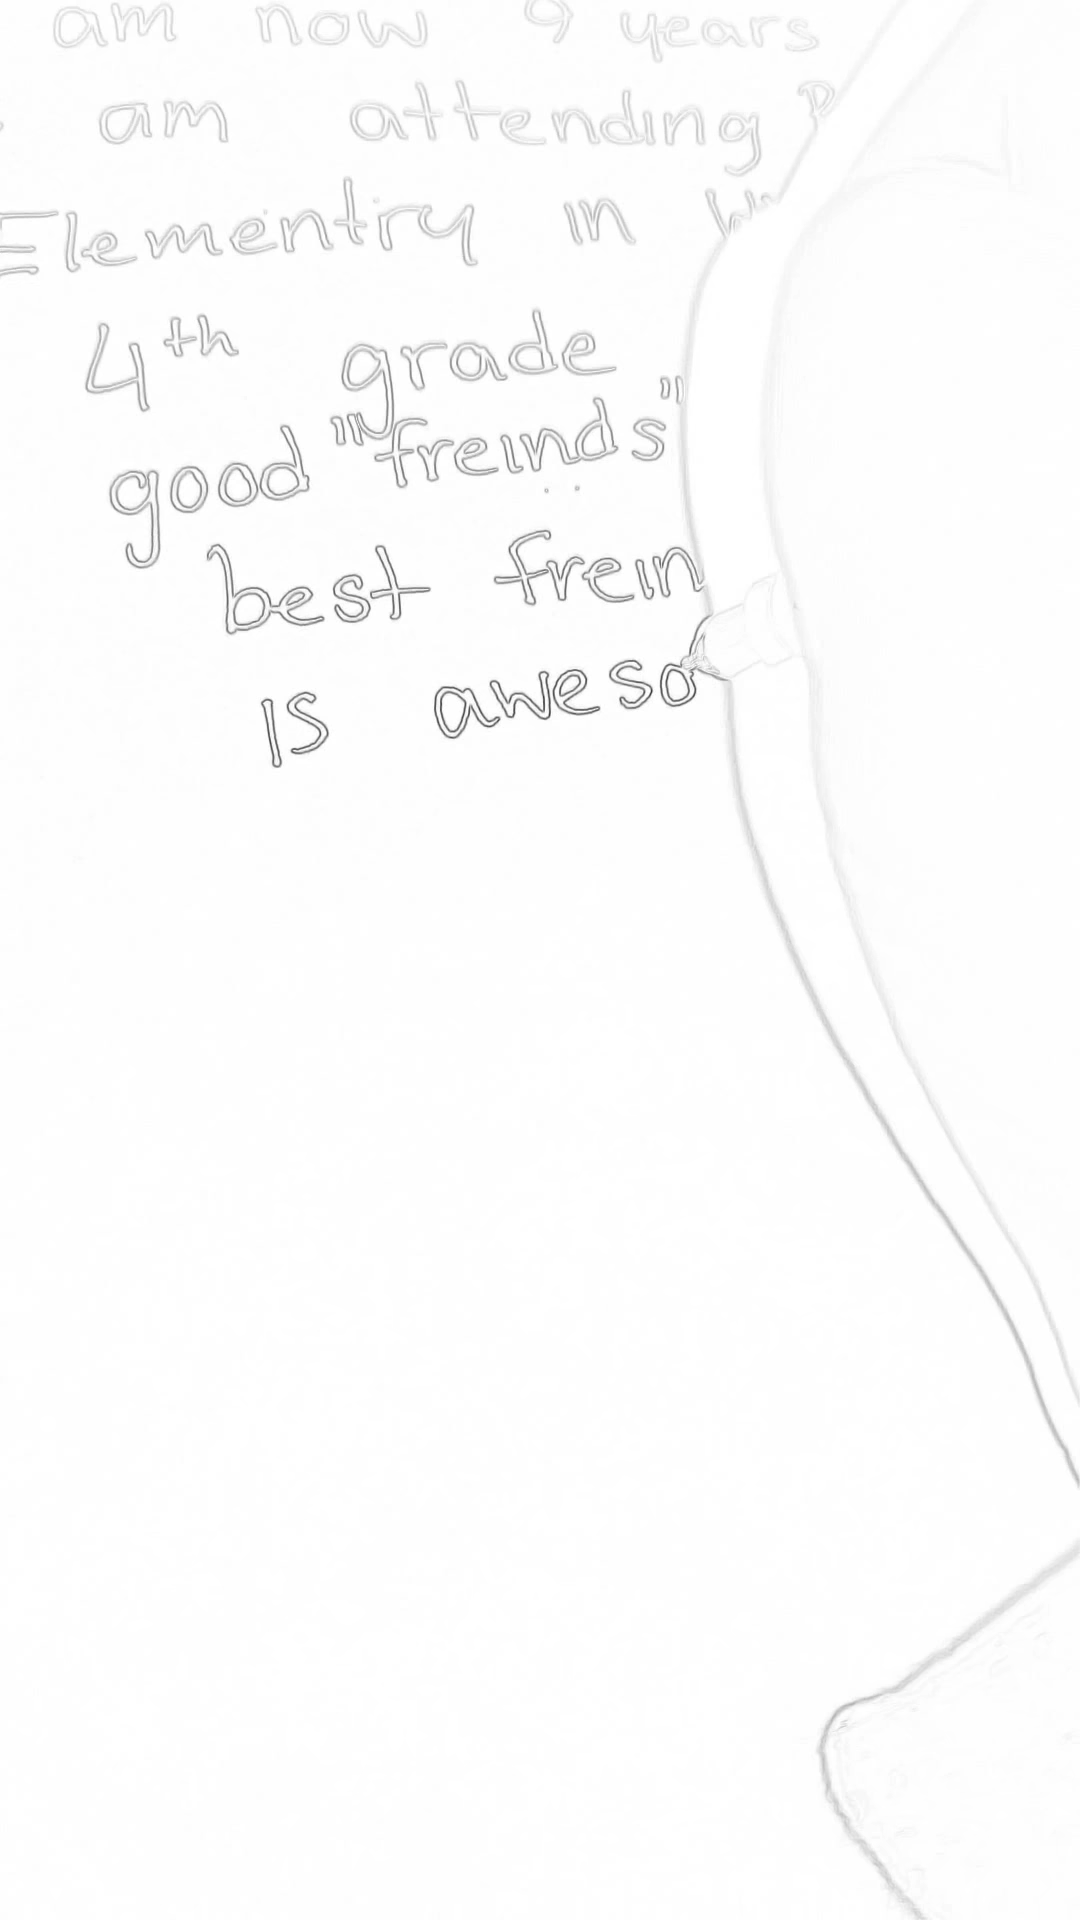 am now 9 years
am attending
Elementry in
4th grade
good "freinds"
best frein
is aweso